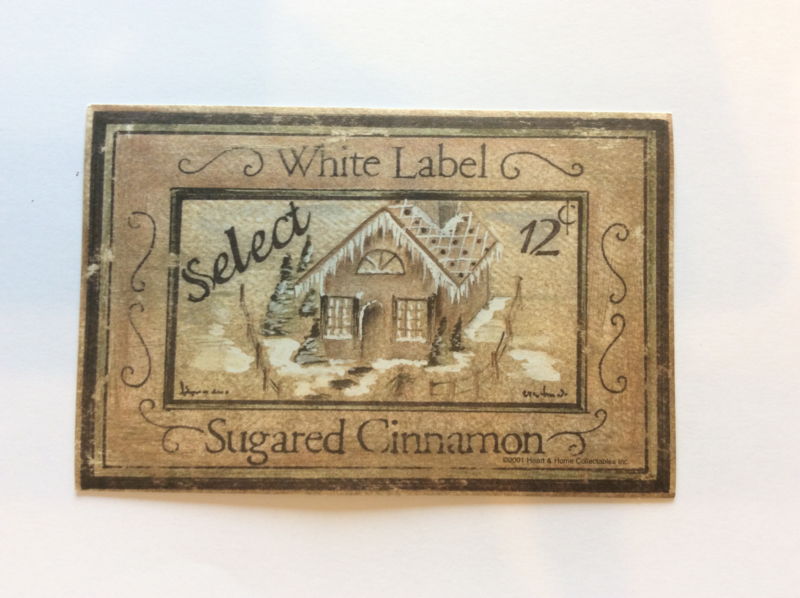 White Label
Select
12¢
Sugared Cinnamon
©2001 Heart & Home Collectables Inc.